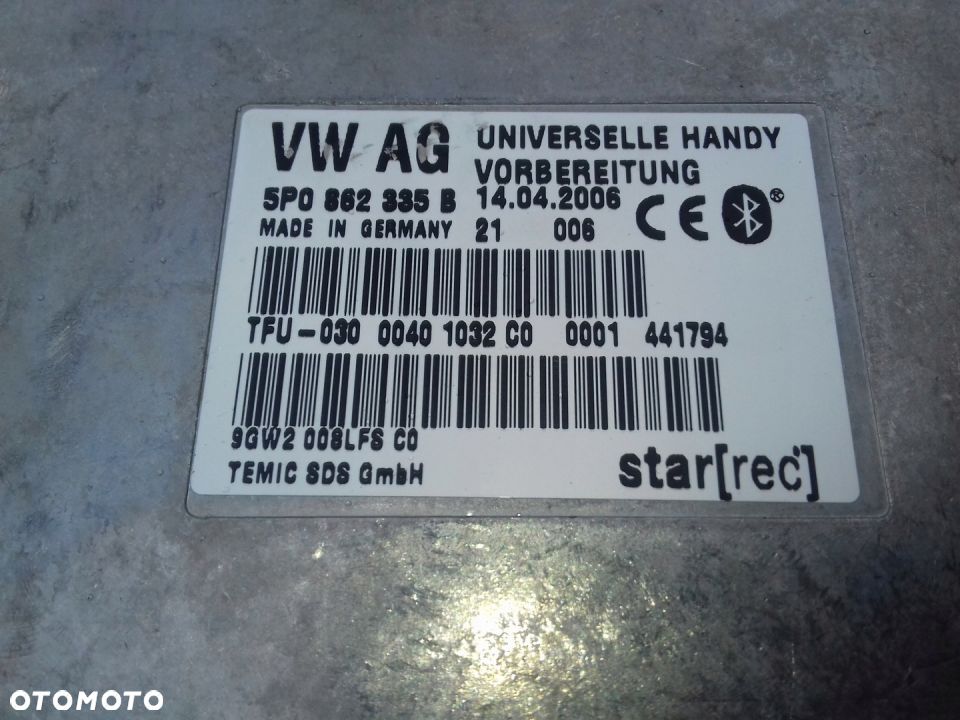 VW AG
UNIVERSELLE HANDY
VORBEREITUNG
5P0 862 335 B
14.04.2006
MADE IN GERMANY
21 006
CE
TFU-030 0040 1032 C0 0001 441794
9GW2 008LFS C0
TEMIC SDS GmbH
star[rec]
OTOMOTO